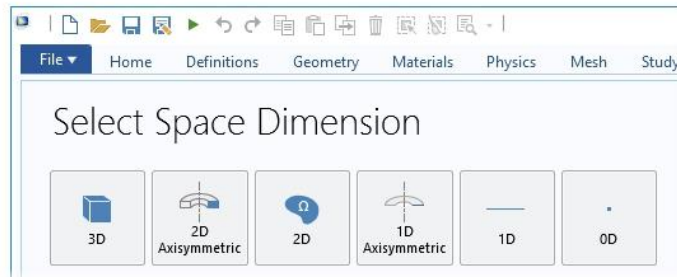 File Home Definitions Geometry Materials Physics Mesh Study
Select Space Dimension
3D
2D
Axisymmetric
Ω
2D
1D
Axisymmetric
1D
0D